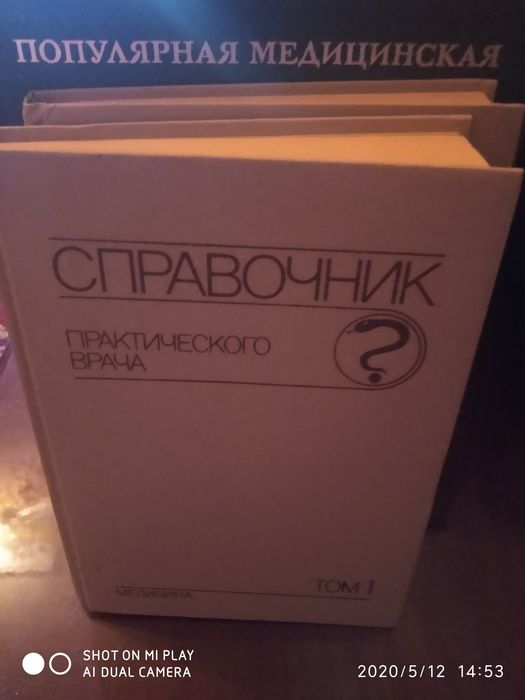 ПОПУЛЯРНАЯ МЕДИЦИНСКАЯ
СПРАВОЧНИК
ПРАКТИЧЕСКОГО
ВРАЧА
МЕДИЦИНА
ТОМ 1
SHOT ON MI PLAY
AI DUAL CAMERA
2020/5/12 14:53